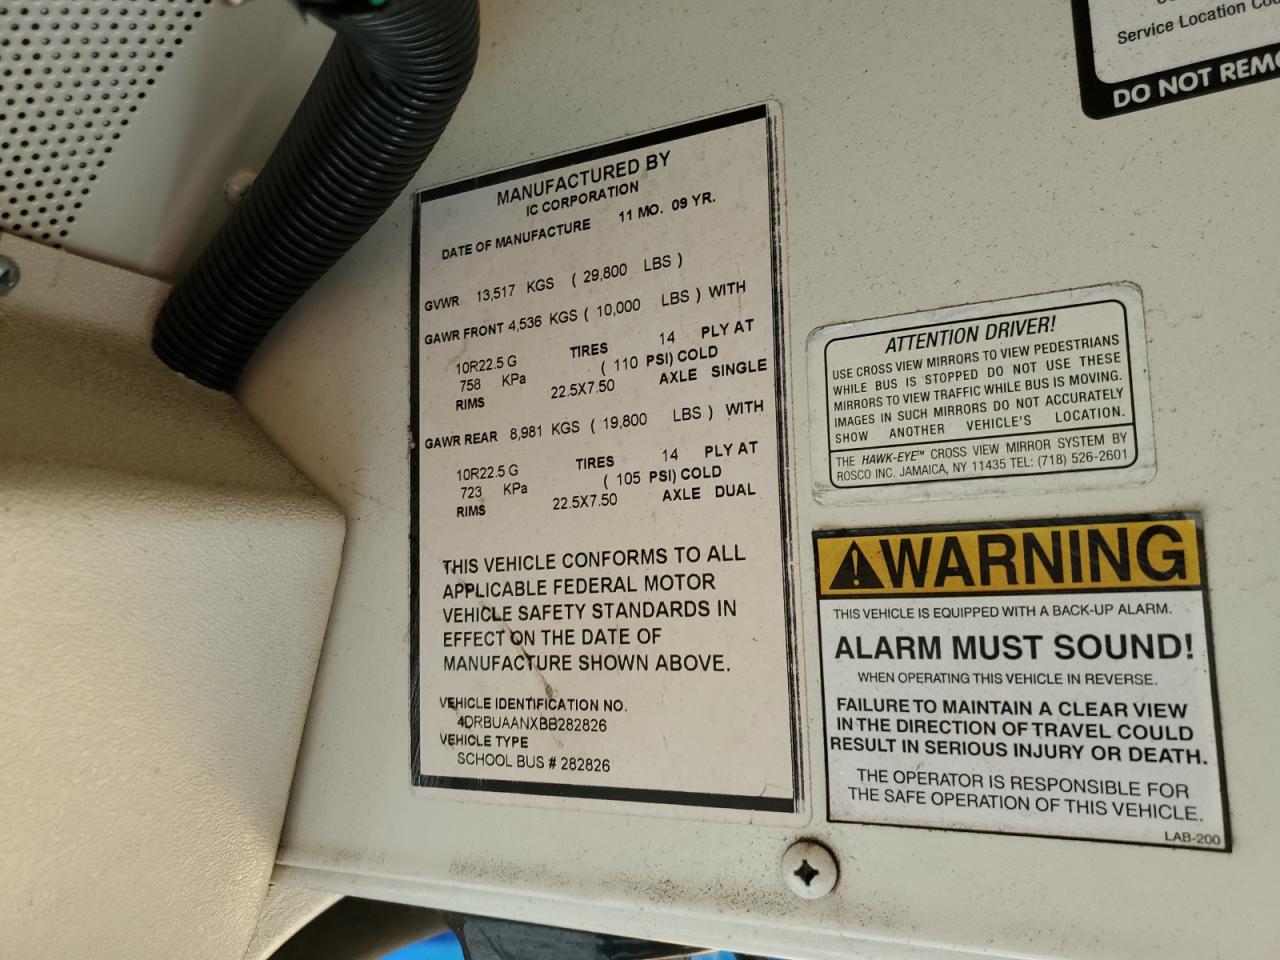 MANUFACTURED BY
IC CORPORATION
DATE OF MANUFACTURE 11 MO. 09 YR.
GVWR 13,517 KGS ( 29,800 LBS )
GAWR FRONT 4,536 KGS ( 10,000 LBS ) WITH
10R22.5 G TIRES 14 PLY AT
758 KPa ( 110 PSI) COLD
RIMS 22.5X7.50 AXLE SINGLE
GAWR REAR 8,981 KGS ( 19,800 LBS ) WITH
10R22.5 G TIRES 14 PLY AT
723 KPa ( 105 PSI) COLD
RIMS 22.5X7.50 AXLE DUAL
THIS VEHICLE CONFORMS TO ALL
APPLICABLE FEDERAL MOTOR
VEHICLE SAFETY STANDARDS IN
EFFECT ON THE DATE OF
MANUFACTURE SHOWN ABOVE.
VEHICLE IDENTIFICATION NO.
4DRBUAANXBB282826
VEHICLE TYPE
SCHOOL BUS # 282826
Service Location
DO NOT
ATTENTION DRIVER!
USE CROSS VIEW MIRRORS TO VIEW PEDESTRIANS
WHILE BUS IS STOPPED DO NOT USE THESE
MIRRORS TO VIEW TRAFFIC WHILE BUS IS MOVING.
IMAGES IN SUCH MIRRORS DO NOT ACCURATELY
SHOW ANOTHER VEHICLE'S LOCATION.
THE HAWK-EYE™ CROSS VIEW MIRROR SYSTEM BY
ROSCO INC. JAMAICA, NY 11435 TEL: (718) 526-2601
WARNING
THIS VEHICLE IS EQUIPPED WITH A BACK-UP ALARM.
ALARM MUST SOUND!
WHEN OPERATING THIS VEHICLE IN REVERSE.
FAILURE TO MAINTAIN A CLEAR VIEW
IN THE DIRECTION OF TRAVEL COULD
RESULT IN SERIOUS INJURY OR DEATH.
THE OPERATOR IS RESPONSIBLE FOR
THE SAFE OPERATION OF THIS VEHICLE.
LAB-200